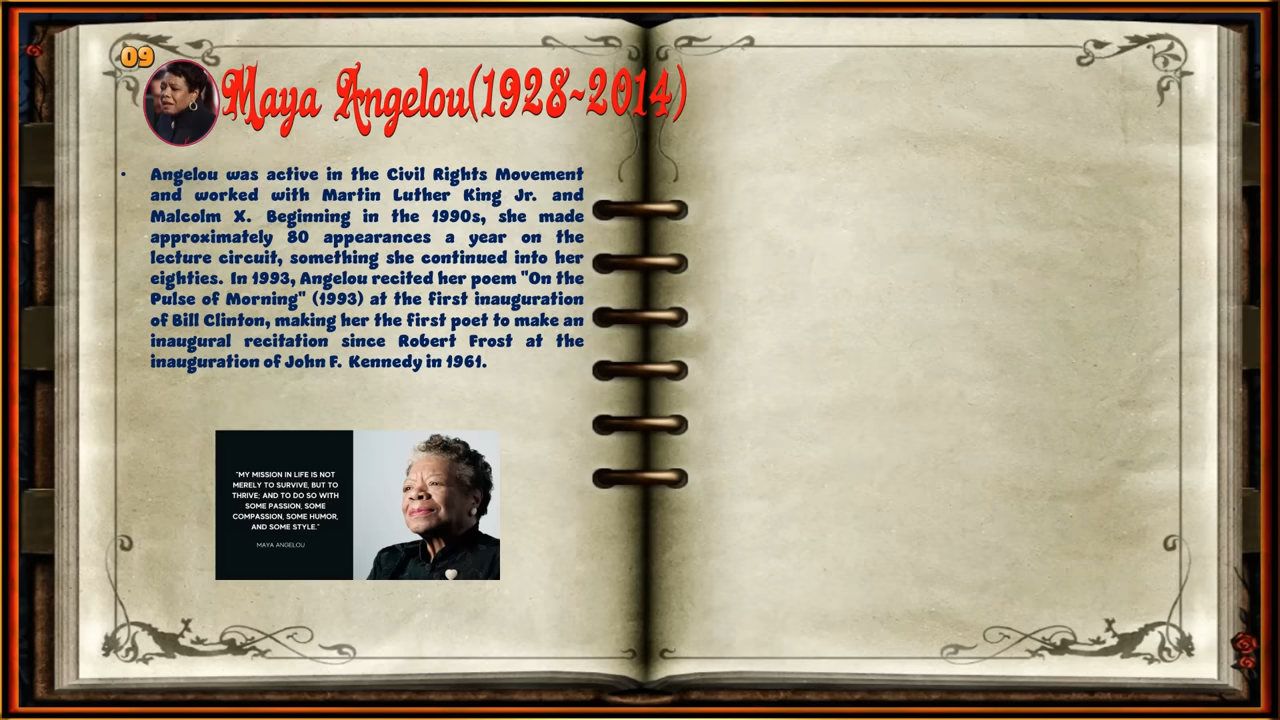 09
Maya Angelou(1928~2014)
• Angelou was active in the Civil Rights Movement
and worked with Martin Luther King Jr. and
Malcolm X. Beginning in the 1990s, she made
approximately 80 appearances a year on the
lecture circuit, something she continued into her
eighties. In 1993, Angelou recited her poem "On the
Pulse of Morning" (1993) at the first inauguration
of Bill Clinton, making her the first poet to make an
inaugural recitation since Robert Frost at the
inauguration of John F. Kennedy in 1961.
"MY MISSION IN LIFE IS NOT
MERELY TO SURVIVE, BUT TO
THRIVE; AND TO DO SO WITH
SOME PASSION, SOME
COMPASSION, SOME HUMOR,
AND SOME STYLE."
MAYA ANGELOU